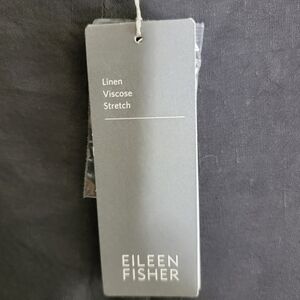 Linen
Viscose
Stretch
EILEEN
FISHER